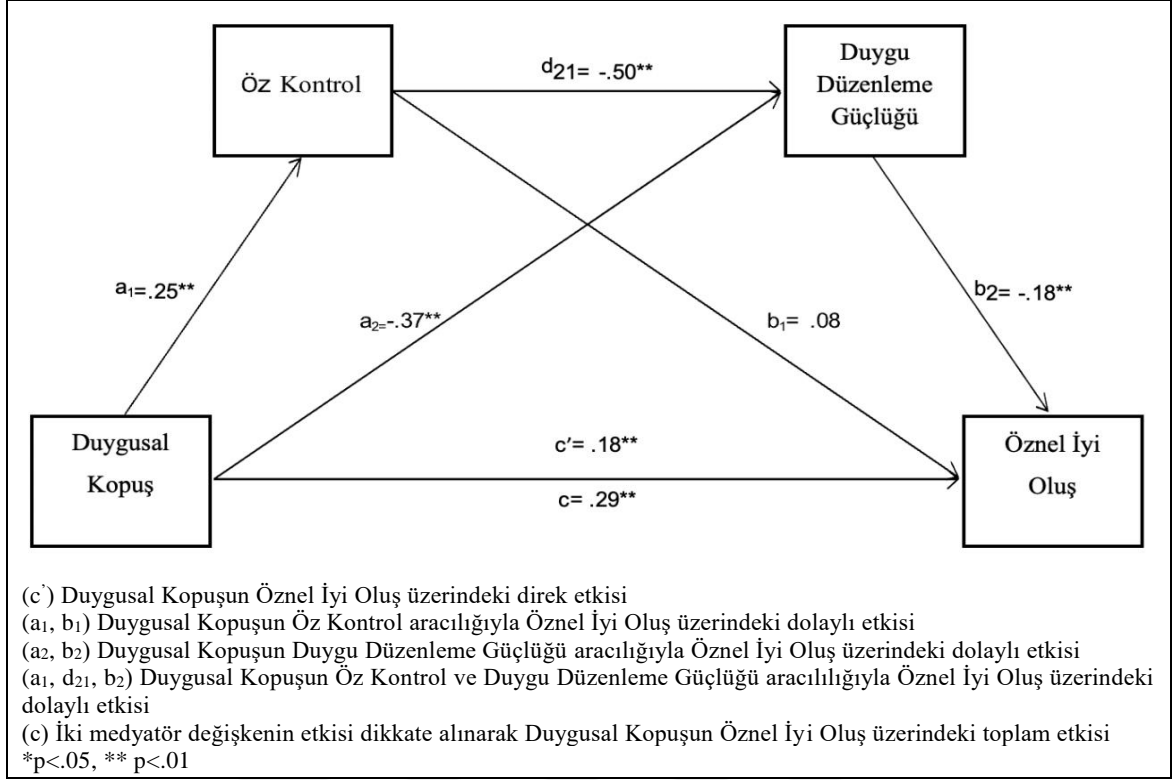 Öz Kontrol
d21= -.50**
Duygu
Düzenleme
Güçlüğü
a1=.25**
a2=-.37**
b1= .08
b2= -.18**
Duygusal
Kopuş
c′= .18**
c= .29**
Öznel İyi
Oluş
(c’) Duygusal Kopuşun Öznel İyi Oluş üzerindeki direk etkisi
(a1, b1) Duygusal Kopuşun Öz Kontrol aracılığıyla Öznel İyi Oluş üzerindeki dolaylı etkisi
(a2, b2) Duygusal Kopuşun Duygu Düzenleme Güçlüğü aracılığıyla Öznel İyi Oluş üzerindeki dolaylı etkisi
(a1, d21, b2) Duygusal Kopuşun Öz Kontrol ve Duygu Düzenleme Güçlüğü aracılılığıyla Öznel İyi Oluş üzerindeki
dolaylı etkisi
(c) İki medyatör değişkenin etkisi dikkate alınarak Duygusal Kopuşun Öznel İyi Oluş üzerindeki toplam etkisi
*p<.05, ** p<.01